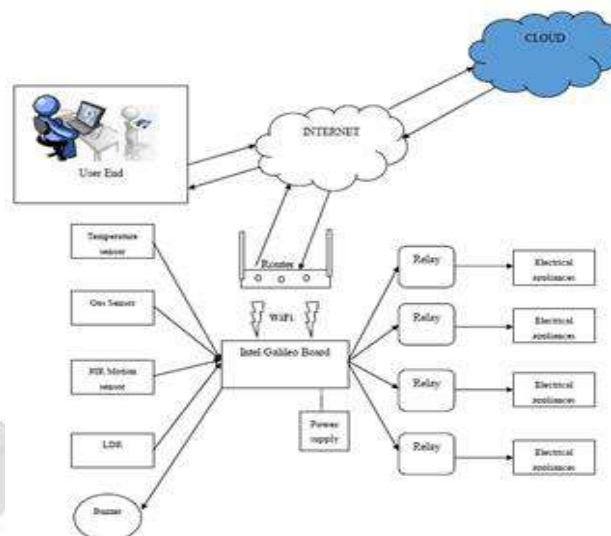 CLOUD
INTERNET
User End
Temperature
sensor
Router
Relay
Electrical
appliances
Gas Sensor
WiFi
Relay
Electrical
appliances
Intel Galileo Board
PIR Motion
sensor
Relay
Electrical
appliances
Power
supply
LDR
Relay
Electrical
appliances
Buzzer